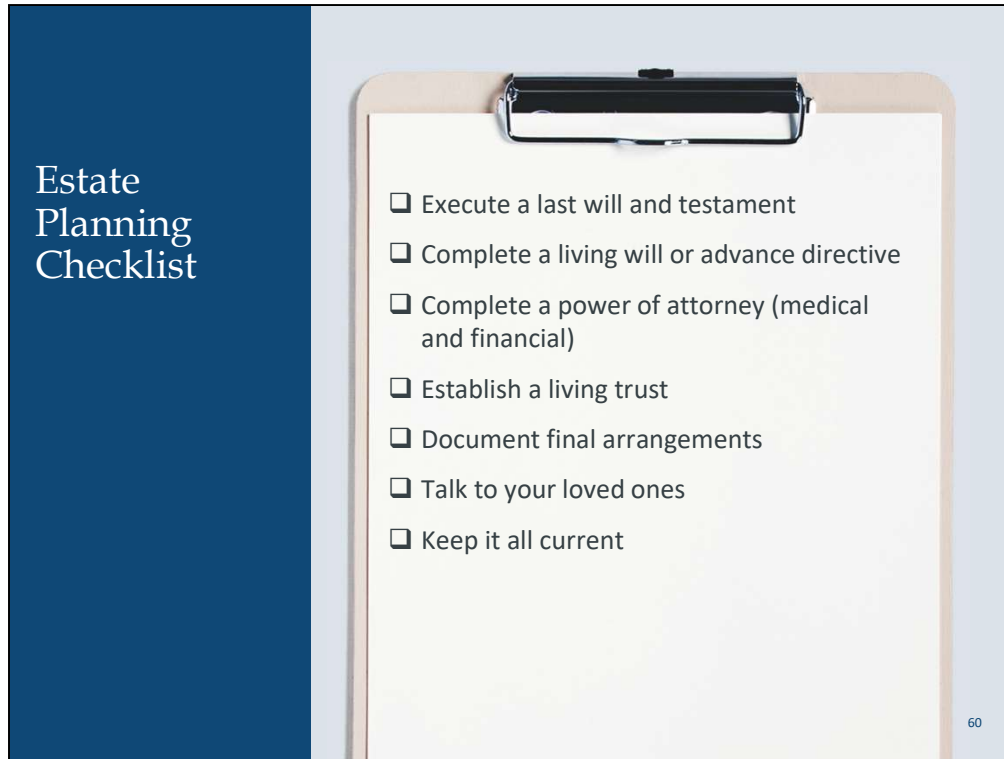 Estate
Planning
Checklist
❑ Execute a last will and testament
❑ Complete a living will or advance directive
❑ Complete a power of attorney (medical
and financial)
❑ Establish a living trust
❑ Document final arrangements
❑ Talk to your loved ones
❑ Keep it all current
60